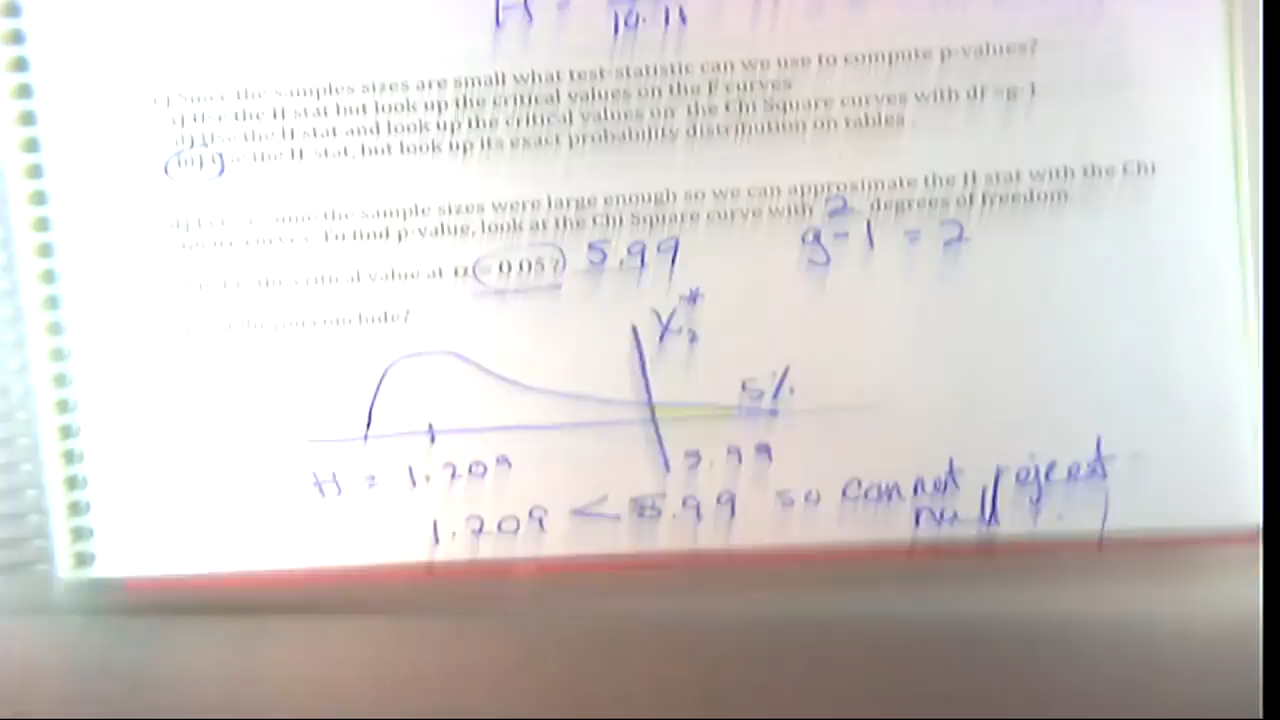 H =
10. 11
c) Since the samples sizes are small what test-statistic can we use to compute p-values?
i) Use the H stat but look up the critical values on the F curves
ii) Use the H stat and look up the critical values on the Chi Square curves with df =g-1
iii) Use the H stat, but look up its exact probability distribution on tables
the sample sizes were large enough so we can approximate the H stat with the Chi
curves. To find p-value, look at the Chi Square curve with 2 degrees of freedom
g-1 = 2
the critical value at α = 0.05? 5.99
you conclude?
5%
5.99
H = 1.209
1.209 < 5.99 so cannot reject
null